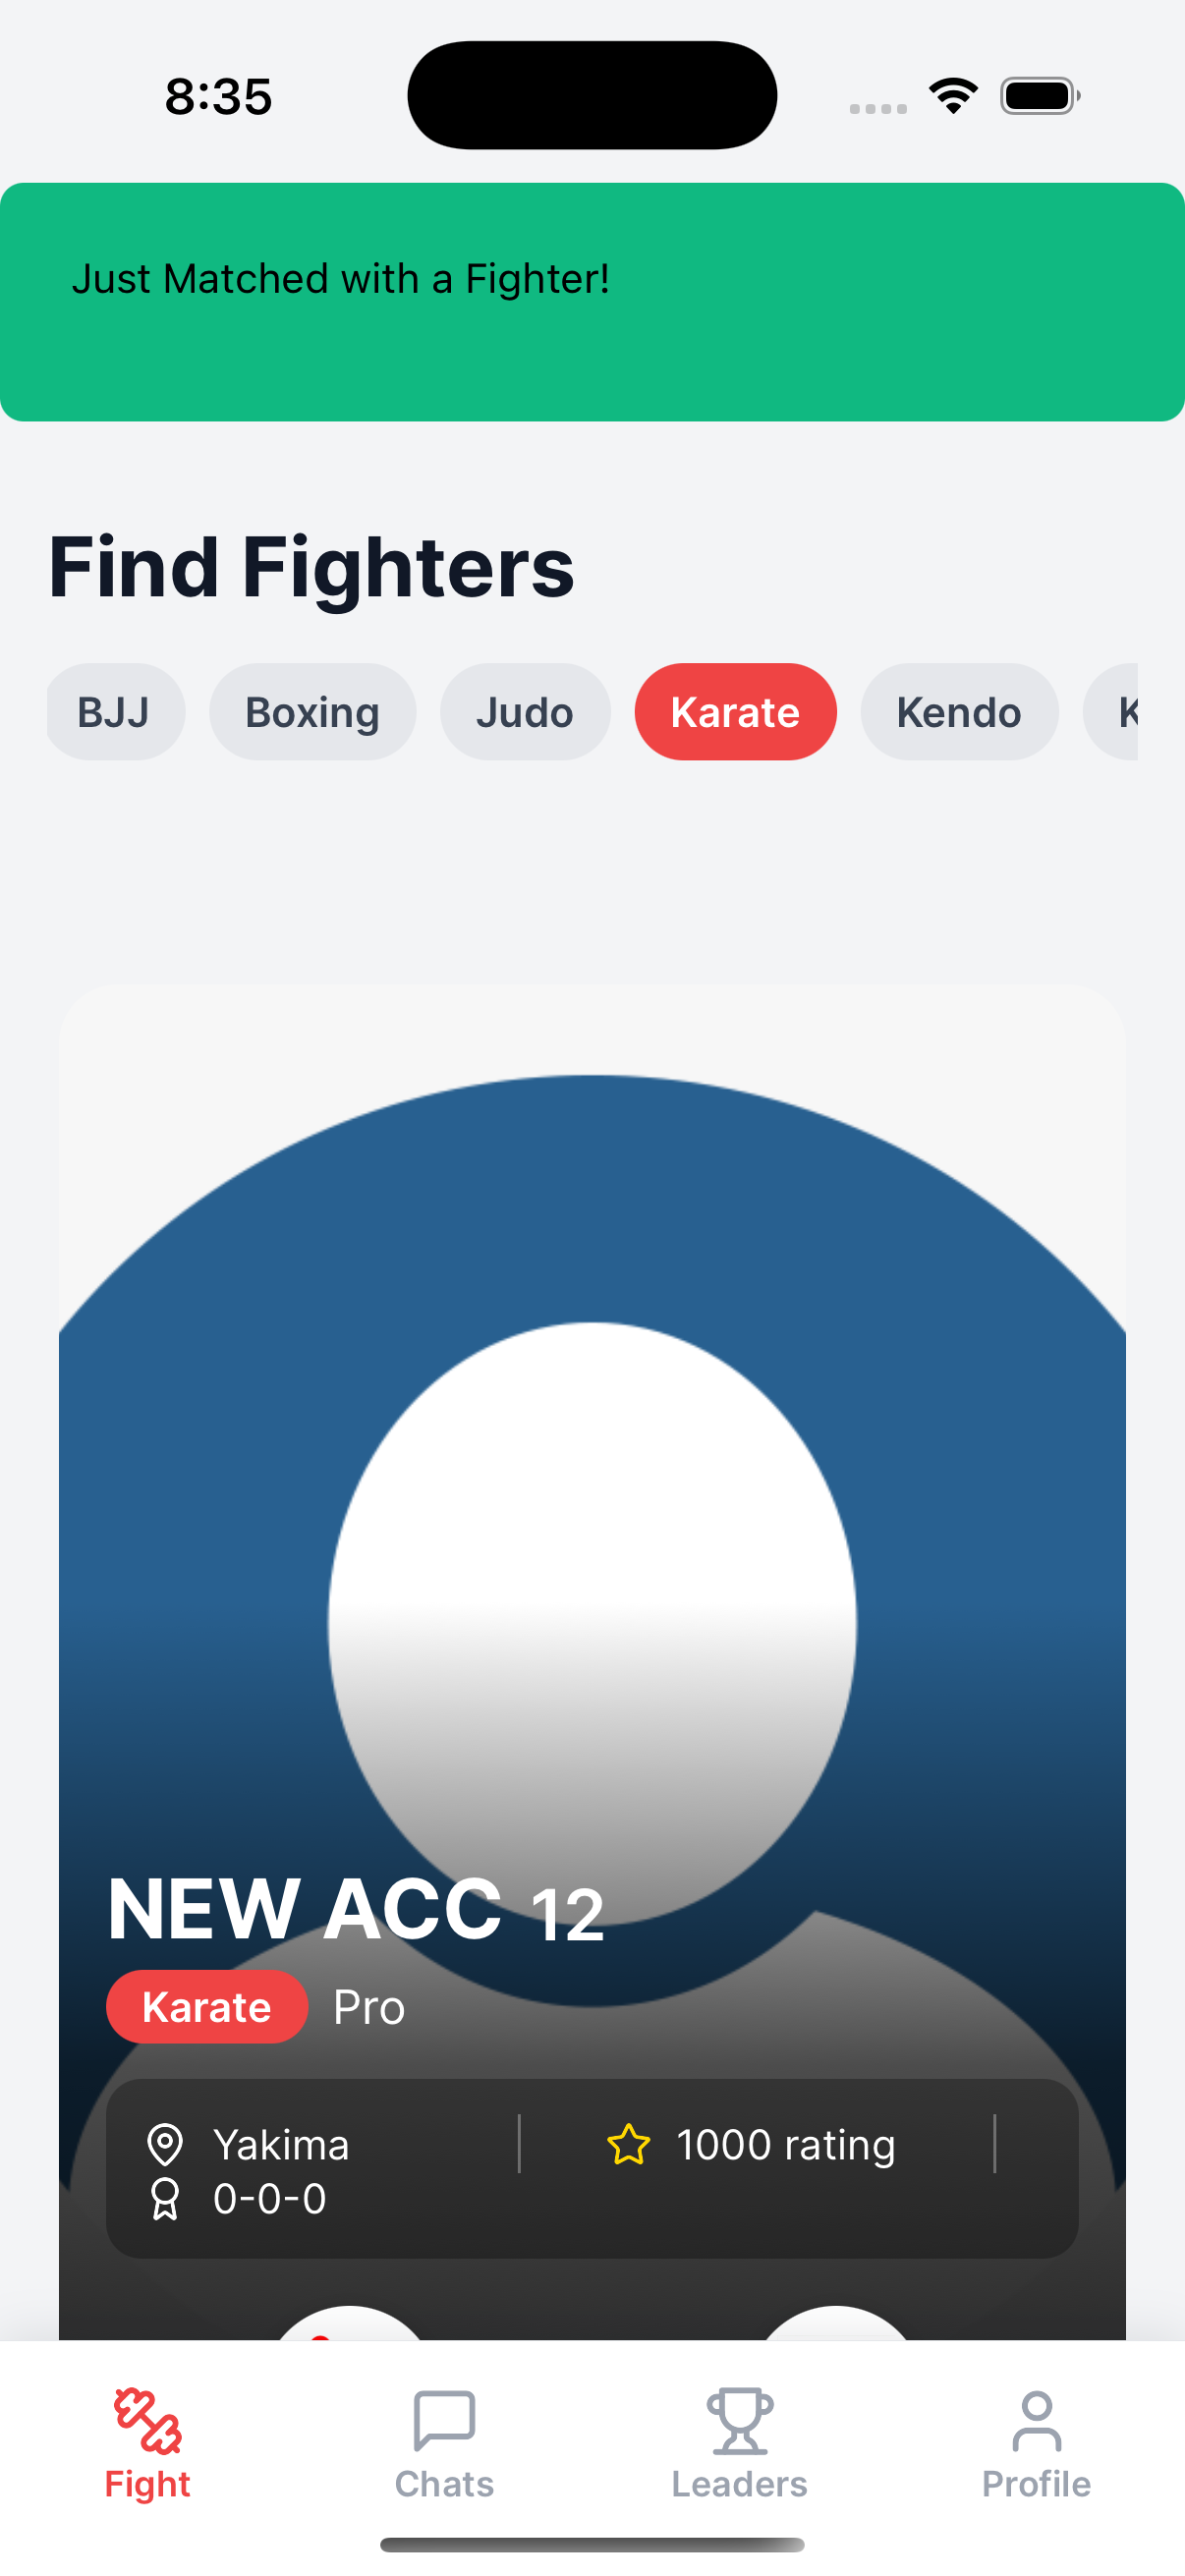 8:35
Just Matched with a Fighter!
Find Fighters
BJJ Boxing Judo Karate Kendo K
NEW ACC 12
Karate Pro
Yakima 1000 rating
0-0-0
Fight Chats Leaders Profile